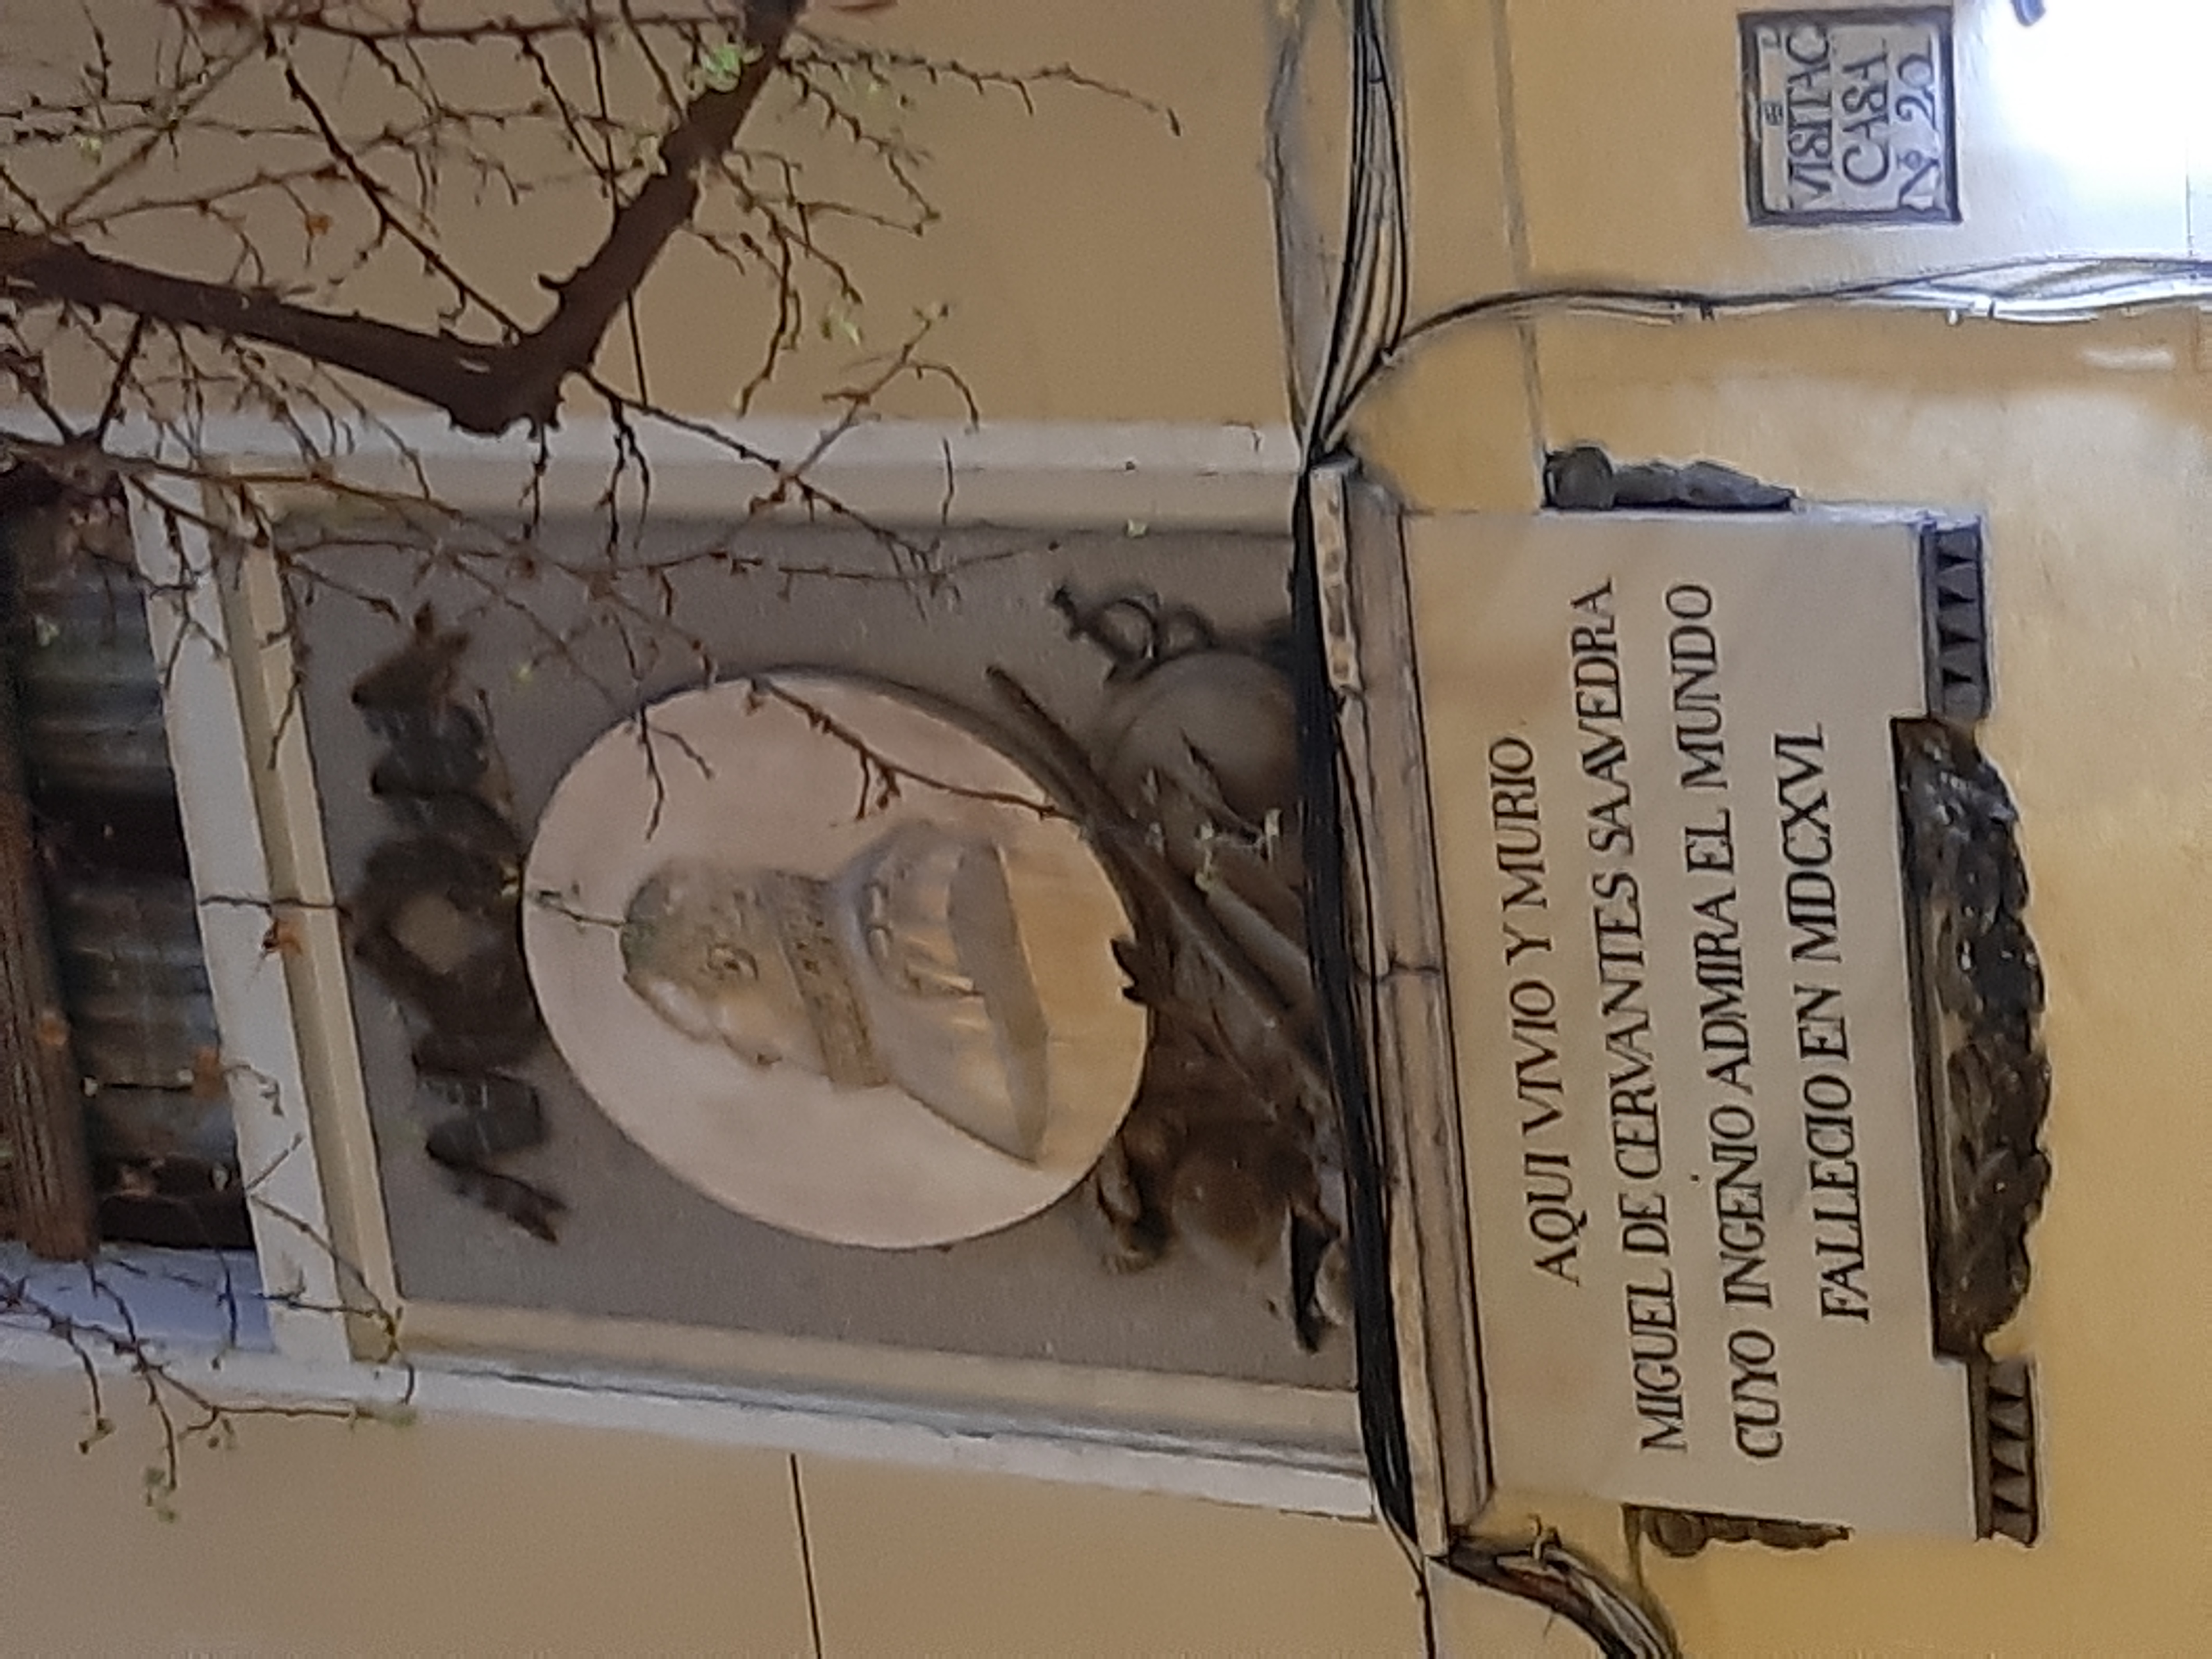 AQUI VIVIO Y MURIO
MIGUEL DE CERVANTES SAAVEDRA
CUYO INGENIO ADMIRA EL MUNDO
FALLECIO EN MDCXVI.
VISITAC
CASA
Nº 20